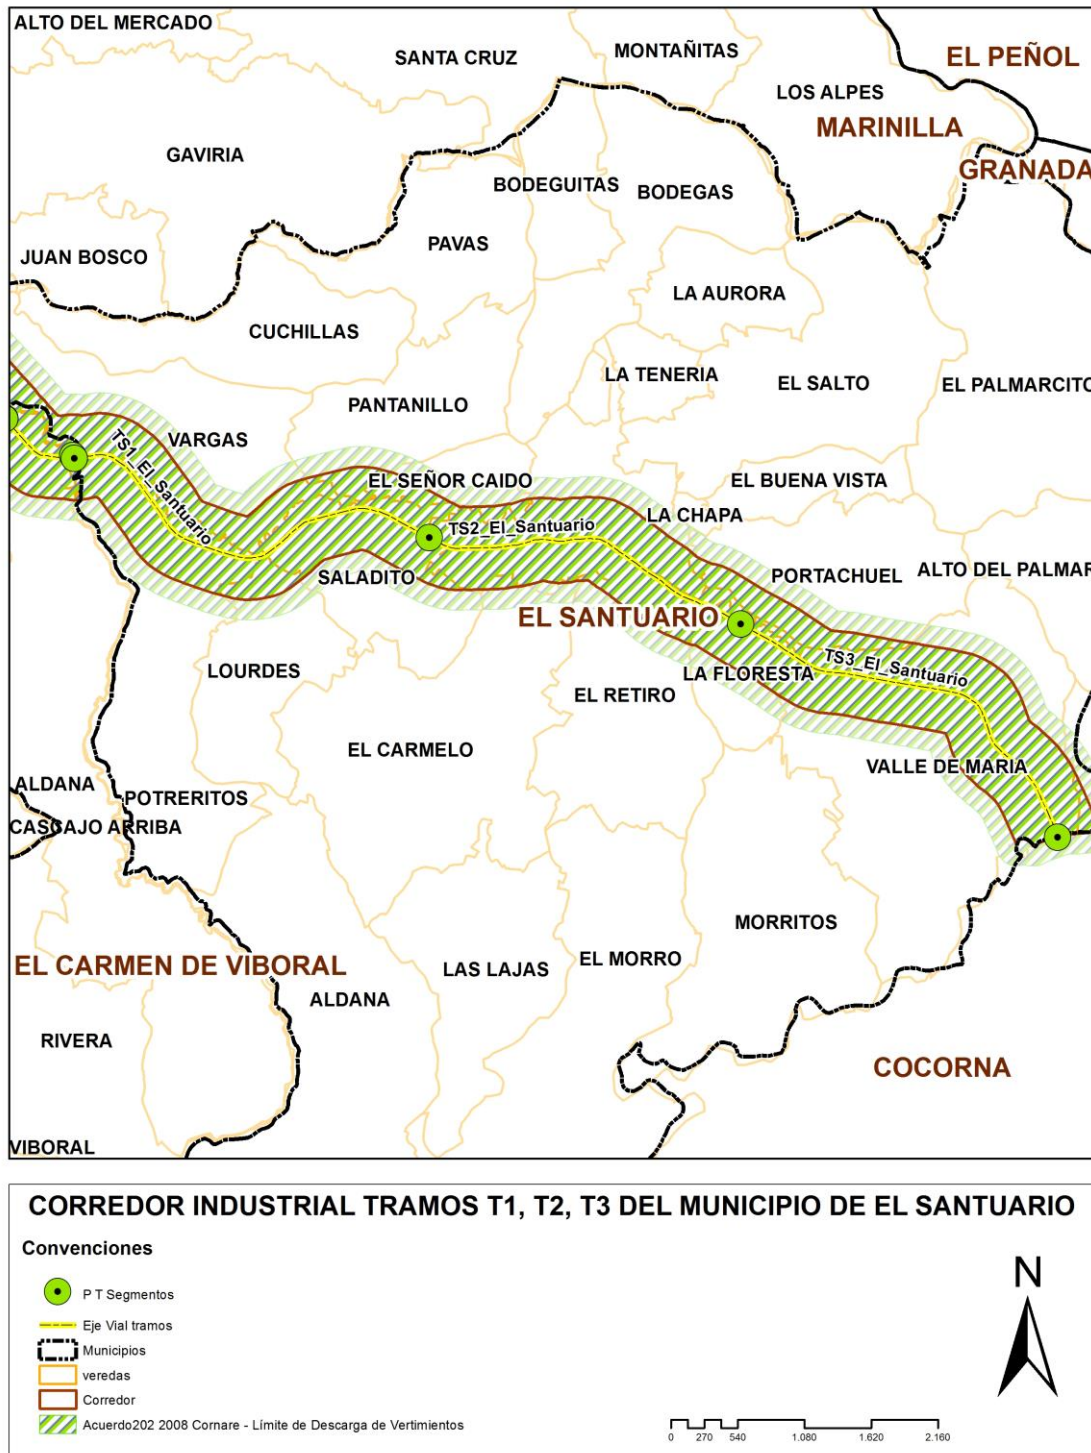 ALTO DEL MERCADO
SANTA CRUZ
MONTAÑITAS
EL PEÑOL
LOS ALPES
MARINILLA
GAVIRIA
GRANADA
BODEGUITAS
BODEGAS
PAVAS
JUAN BOSCO
LA AURORA
CUCHILLAS
LA TENERIA
EL SALTO
EL PALMARCITO
PANTANILLO
VARGAS
TS1_El_Santuario
EL SEÑOR CAIDO
EL BUENA VISTA
TS2_El_Santuario
LA CHAPA
SALADITO
PORTACHUEL
ALTO DEL PALMAR
EL SANTUARIO
LOURDES
LA FLORESTA
TS3_El_Santuario
EL RETIRO
EL CARMELO
VALLE DE MARIA
ALDANA
POTRERITOS
CASCAJO ARRIBA
MORRITOS
EL CARMEN DE VIBORAL
LAS LAJAS
EL MORRO
ALDANA
RIVERA
COCORNA
VIBORAL
CORREDOR INDUSTRIAL TRAMOS T1, T2, T3 DEL MUNICIPIO DE EL SANTUARIO
Convenciones
P T Segmentos
Eje Vial tramos
Municipios
veredas
Corredor
Acuerdo202 2008 Cornare - Límite de Descarga de Vertimientos
N
0 270 540 1.080 1.620 2.160